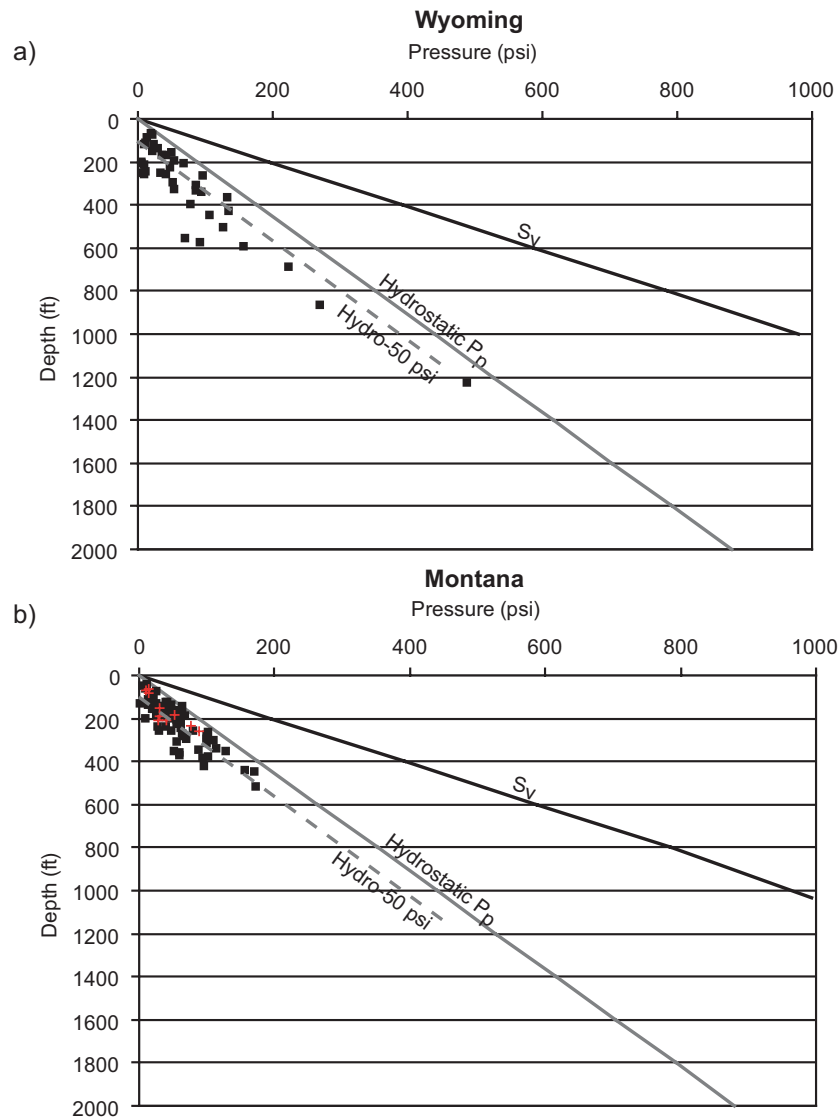 Wyoming
a)
Pressure (psi)
0 200 400 600 800 1000
0
200
400
600
800
1000
1200
1400
1600
1800
2000
Depth (ft)
Sv
Hydrostatic Pp
Hydro-50 psi
Montana
b)
Pressure (psi)
0 200 400 600 800 1000
0
200
400
600
800
1000
1200
1400
1600
1800
2000
Depth (ft)
Sv
Hydrostatic Pp
Hydro-50 psi